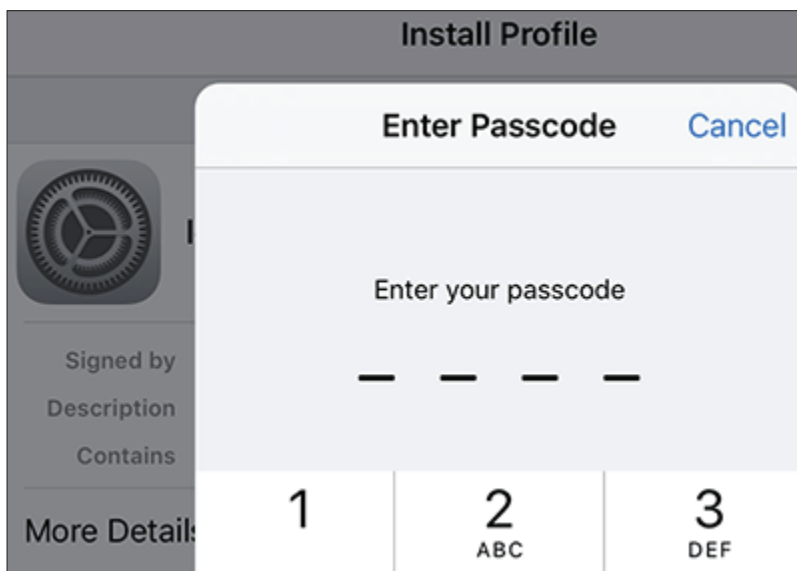 Install Profile
Enter Passcode
Cancel
Enter your passcode
Signed by
Description
Contains
More Details
1
2
3
ABC
DEF